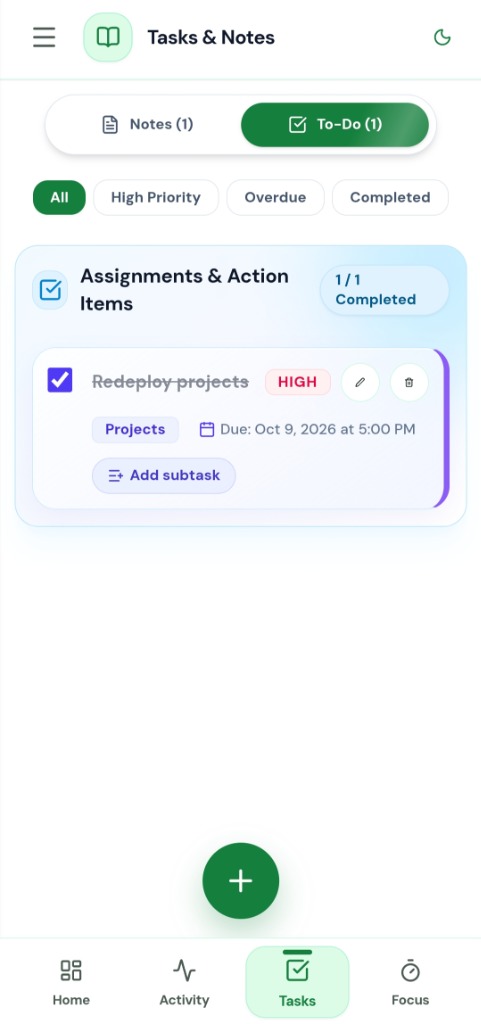 Tasks & Notes
Notes (1)
To-Do (1)
All
High Priority
Overdue
Completed
Assignments & Action
Items
1 / 1
Completed
Redeploy projects
HIGH
Projects
Due: Oct 9, 2026 at 5:00 PM
Add subtask
Home
Activity
Tasks
Focus